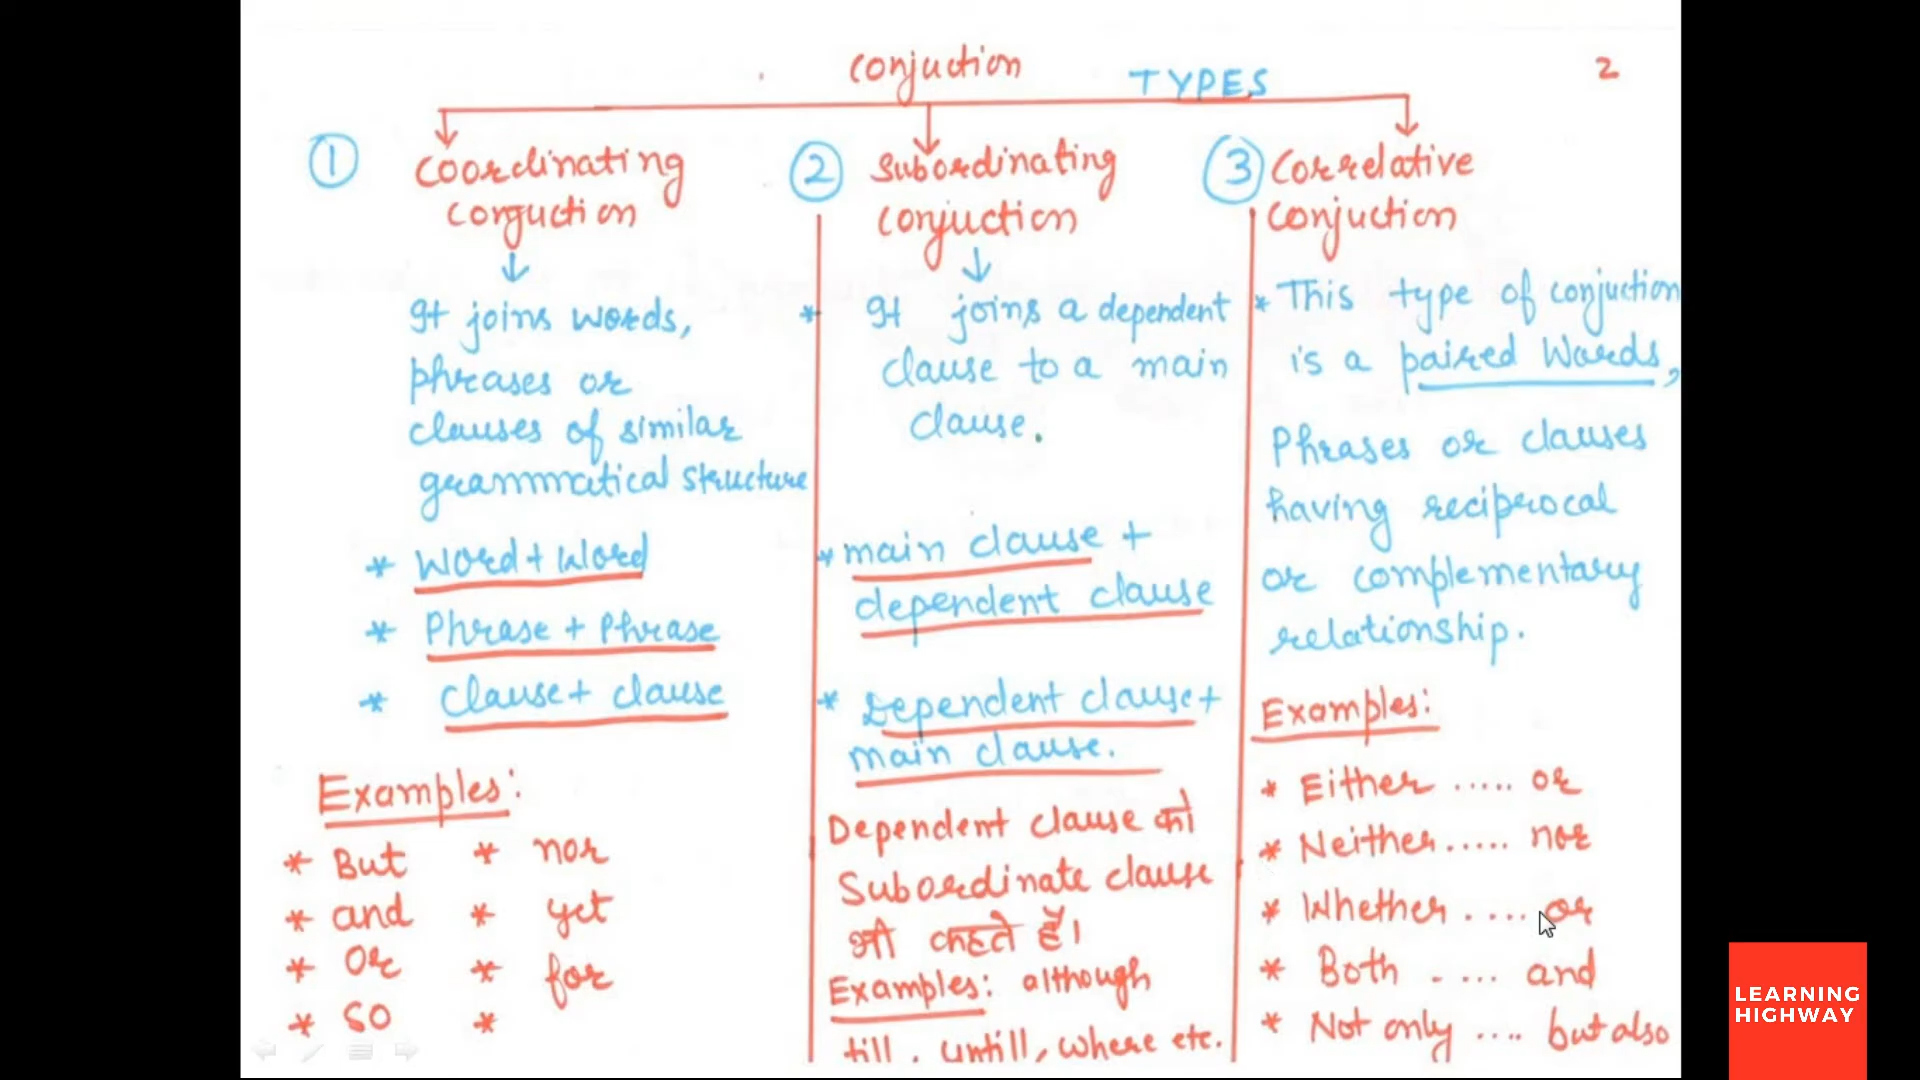 Conjuction
TYPES
2
1 Coordinating
Conjuction
It joins words,
phrases or
clauses of similar
grammatical structure
* Word + Word
* Phrase + Phrase
* Clause + clause
Examples:
* But * nor
* and * yet
* Or * for
* SO *
2 Subordinating
Conjuction
* It joins a dependent
clause to a main
clause.
* main clause +
dependent clause
* Dependent clause +
main clause.
Dependent clause को
Subordinate clause
भी कहते हैं।
Examples: although
till, untill, where etc.
3 Correlative
Conjuction
* This type of conjuction
is a paired Words,
Phrases or clauses
having reciprocal
or complementary
relationship.
Examples:
* Either ..... or
* Neither ..... nor
* Whether .... or
* Both .... and
* Not only .... but also
LEARNING
HIGHWAY